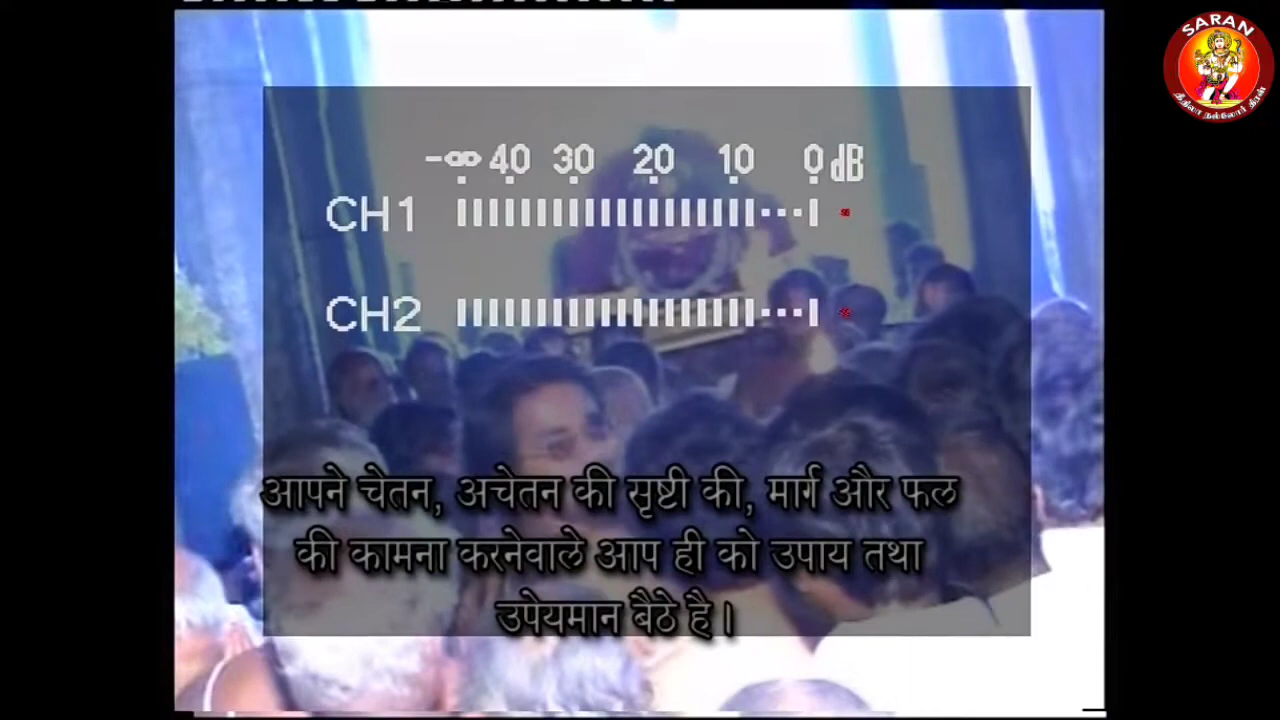 SARAN
-∞ 40 30 20 10 0 dB
CH1
CH2
आपने चेतन, अचेतन की सृष्टी की, मार्ग और फल
की कामना करनेवाले आप ही को उपाय तथा
उपेयमान बैठे है।